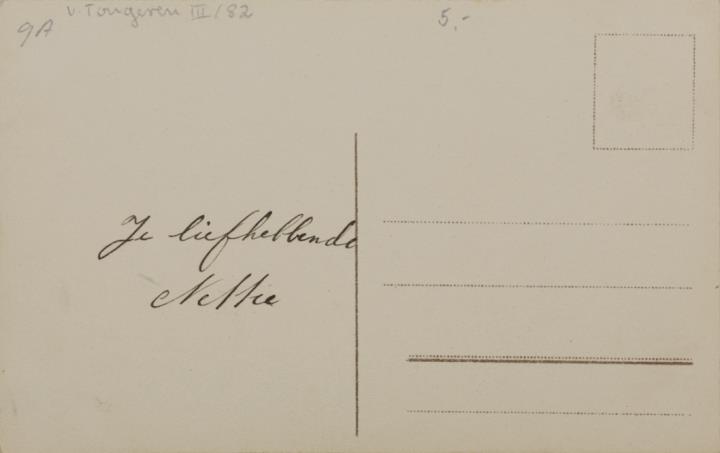 v. Tongeren III/82
5,-
9A
Je liefhebbende
Nettie